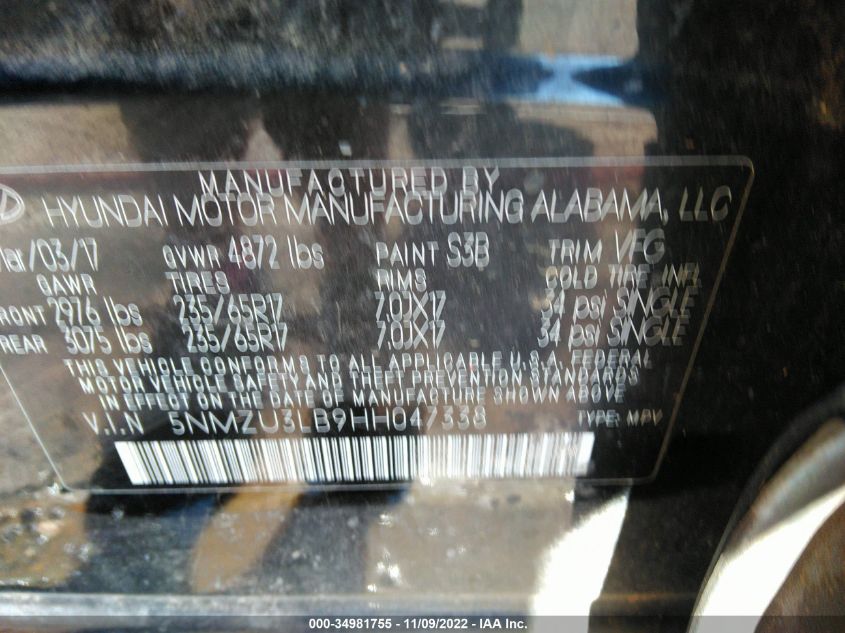 MANUFACTURED BY
HYUNDAI MOTOR MANUFACTURING ALABAMA, LLC
Mar/03/17 GVWR 4872 lbs PAINT S3B TRIM VFG
GAWR TIRES RIMS COLD TIRE INFL
FRONT 2976 lbs 235/65R17 7.0JX17 34 psi SINGLE
REAR 3075 lbs 235/65R17 7.0JX17 34 psi SINGLE
THIS VEHICLE CONFORMS TO ALL APPLICABLE U.S.A. FEDERAL
MOTOR VEHICLE SAFETY AND THEFT PREVENTION STANDARDS
IN EFFECT ON THE DATE OF MANUFACTURE SHOWN ABOVE
V.I.N 5NMZU3LB9HH047338 TYPE: MPV
000-34981755 - 11/09/2022 - IAA Inc.